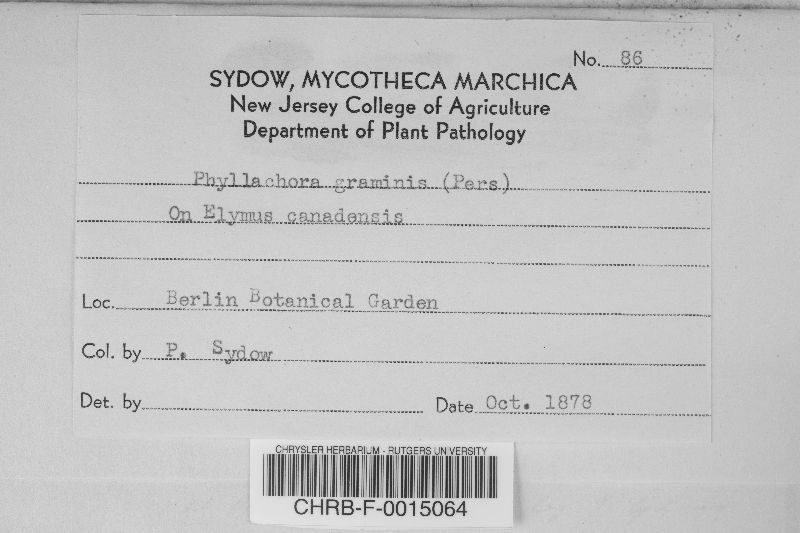 No. 86
SYDOW, MYCOTHECA MARCHICA
New Jersey College of Agriculture
Department of Plant Pathology
Phyllachora graminis (Pers.)
On Elymus canadensis
Loc. Berlin Botanical Garden
Col. by P. Sydow
Det. by
Date Oct. 1878
CHRYSLER HERBARIUM - RUTGERS UNIVERSITY
CHRB-F-0015064